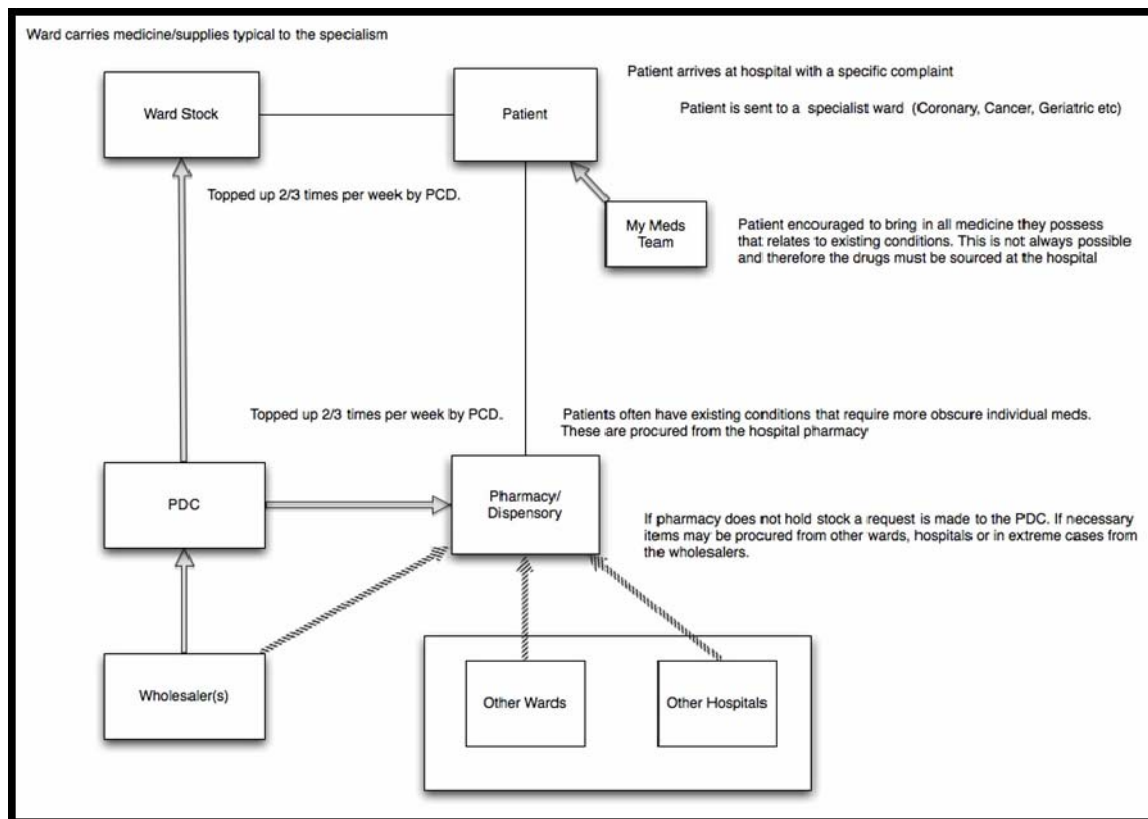 Ward carries medicine/supplies typical to the specialism
Ward Stock
Patient
Patient arrives at hospital with a specific complaint
Patient is sent to a specialist ward (Coronary, Cancer, Geriatric etc)
Topped up 2/3 times per week by PCD.
My Meds
Team
Patient encouraged to bring in all medicine they possess
that relates to existing conditions. This is not always possible
and therefore the drugs must be sourced at the hospital
Topped up 2/3 times per week by PCD.
Patients often have existing conditions that require more obscure individual meds.
These are procured from the hospital pharmacy
PDC
Pharmacy/
Dispensory
If pharmacy does not hold stock a request is made to the PDC. If necessary
items may be procured from other wards, hospitals or in extreme cases from
the wholesalers.
Wholesaler(s)
Other Wards
Other Hospitals